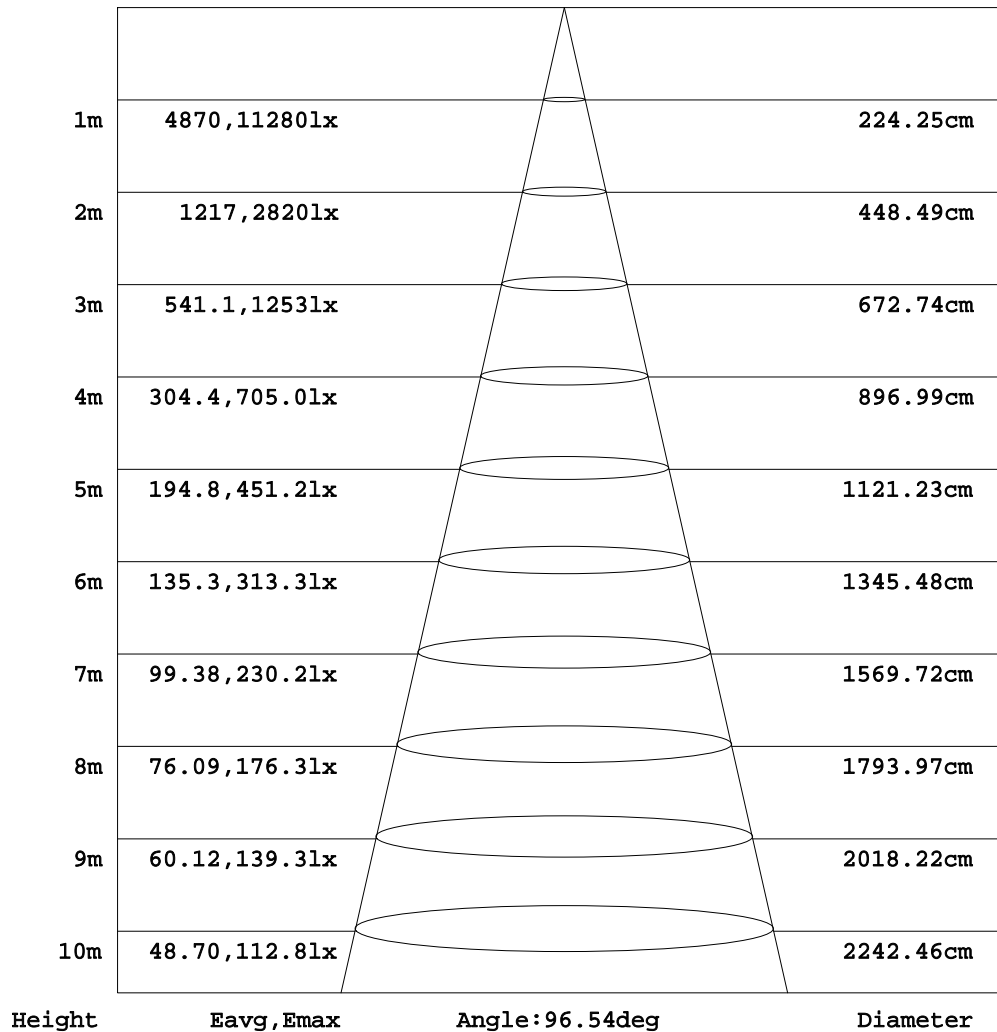 1m 4870,11280lx 224.25cm
2m 1217,2820lx 448.49cm
3m 541.1,1253lx 672.74cm
4m 304.4,705.0lx 896.99cm
5m 194.8,451.2lx 1121.23cm
6m 135.3,313.3lx 1345.48cm
7m 99.38,230.2lx 1569.72cm
8m 76.09,176.3lx 1793.97cm
9m 60.12,139.3lx 2018.22cm
10m 48.70,112.8lx 2242.46cm
Height Eavg,Emax Angle:96.54deg Diameter